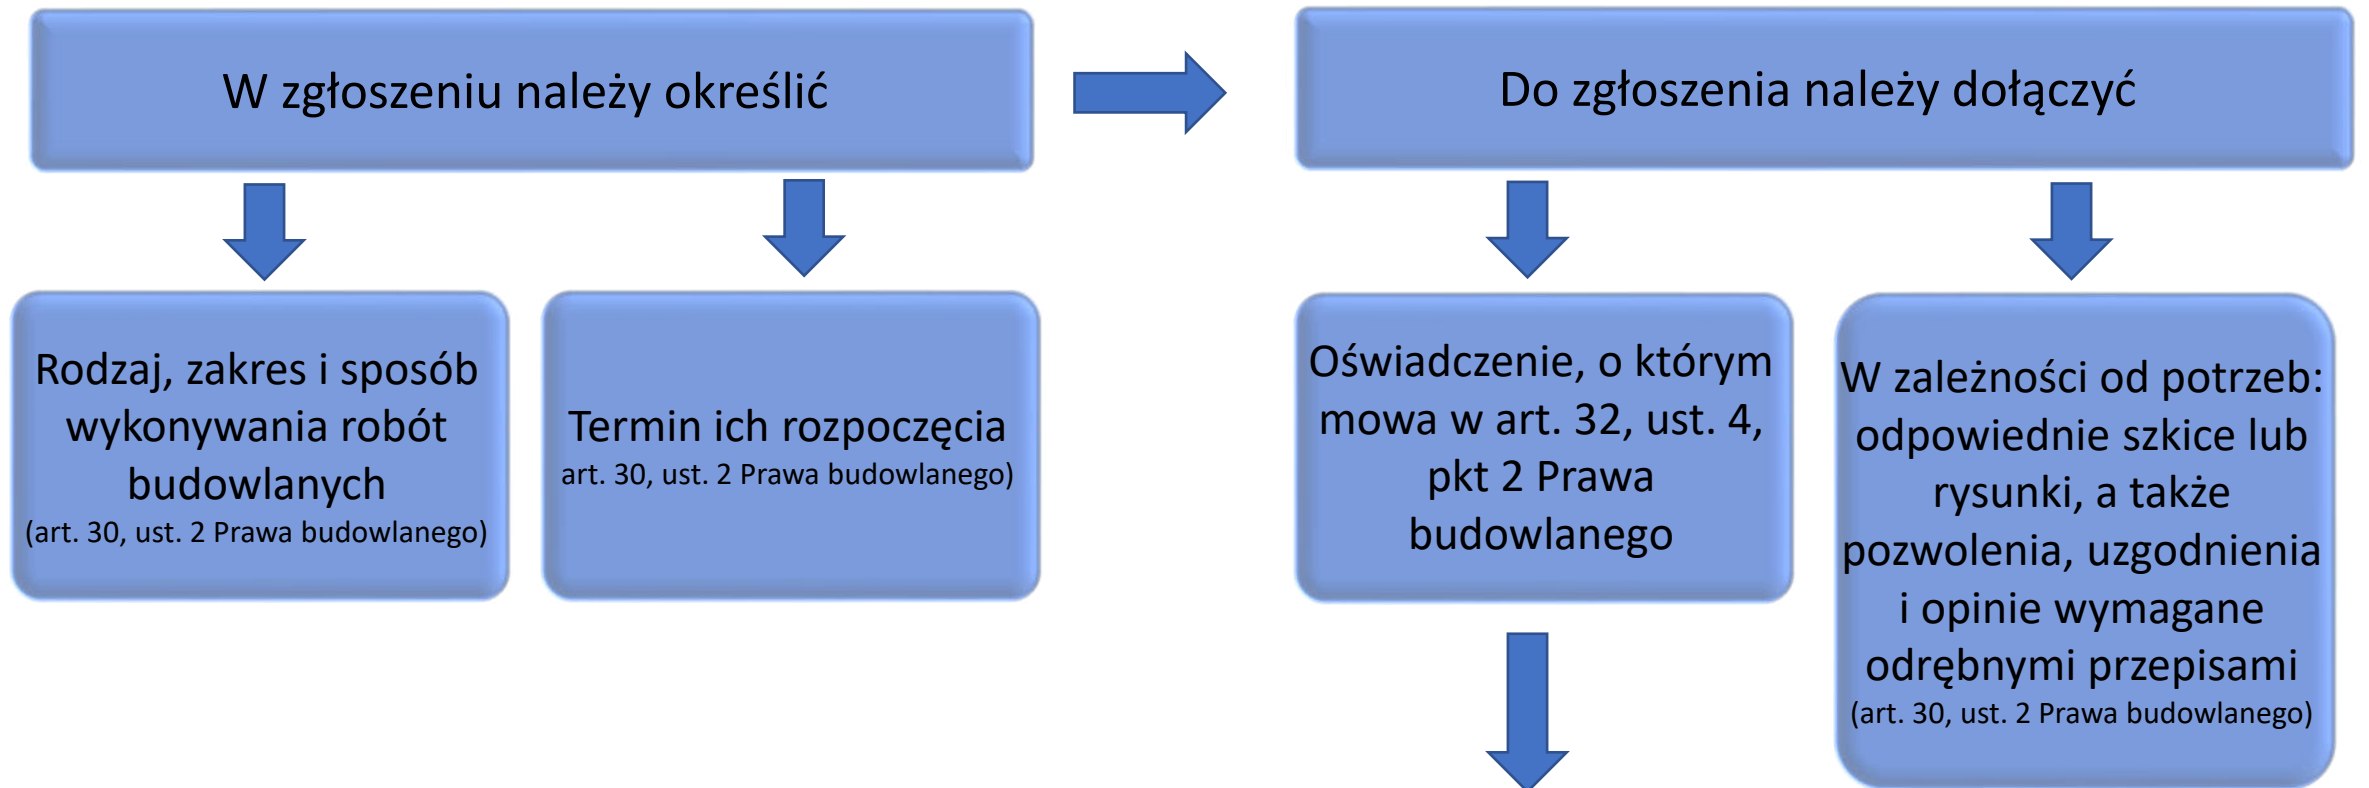 W zgłoszeniu należy określić
Do zgłoszenia należy dołączyć
Rodzaj, zakres i sposób
wykonywania robót
budowlanych
(art. 30, ust. 2 Prawa budowlanego)
Termin ich rozpoczęcia
art. 30, ust. 2 Prawa budowlanego)
Oświadczenie, o którym
mowa w art. 32, ust. 4,
pkt 2 Prawa
budowlanego
W zależności od potrzeb:
odpowiednie szkice lub
rysunki, a także
pozwolenia, uzgodnienia
i opinie wymagane
odrębnymi przepisami
(art. 30, ust. 2 Prawa budowlanego)